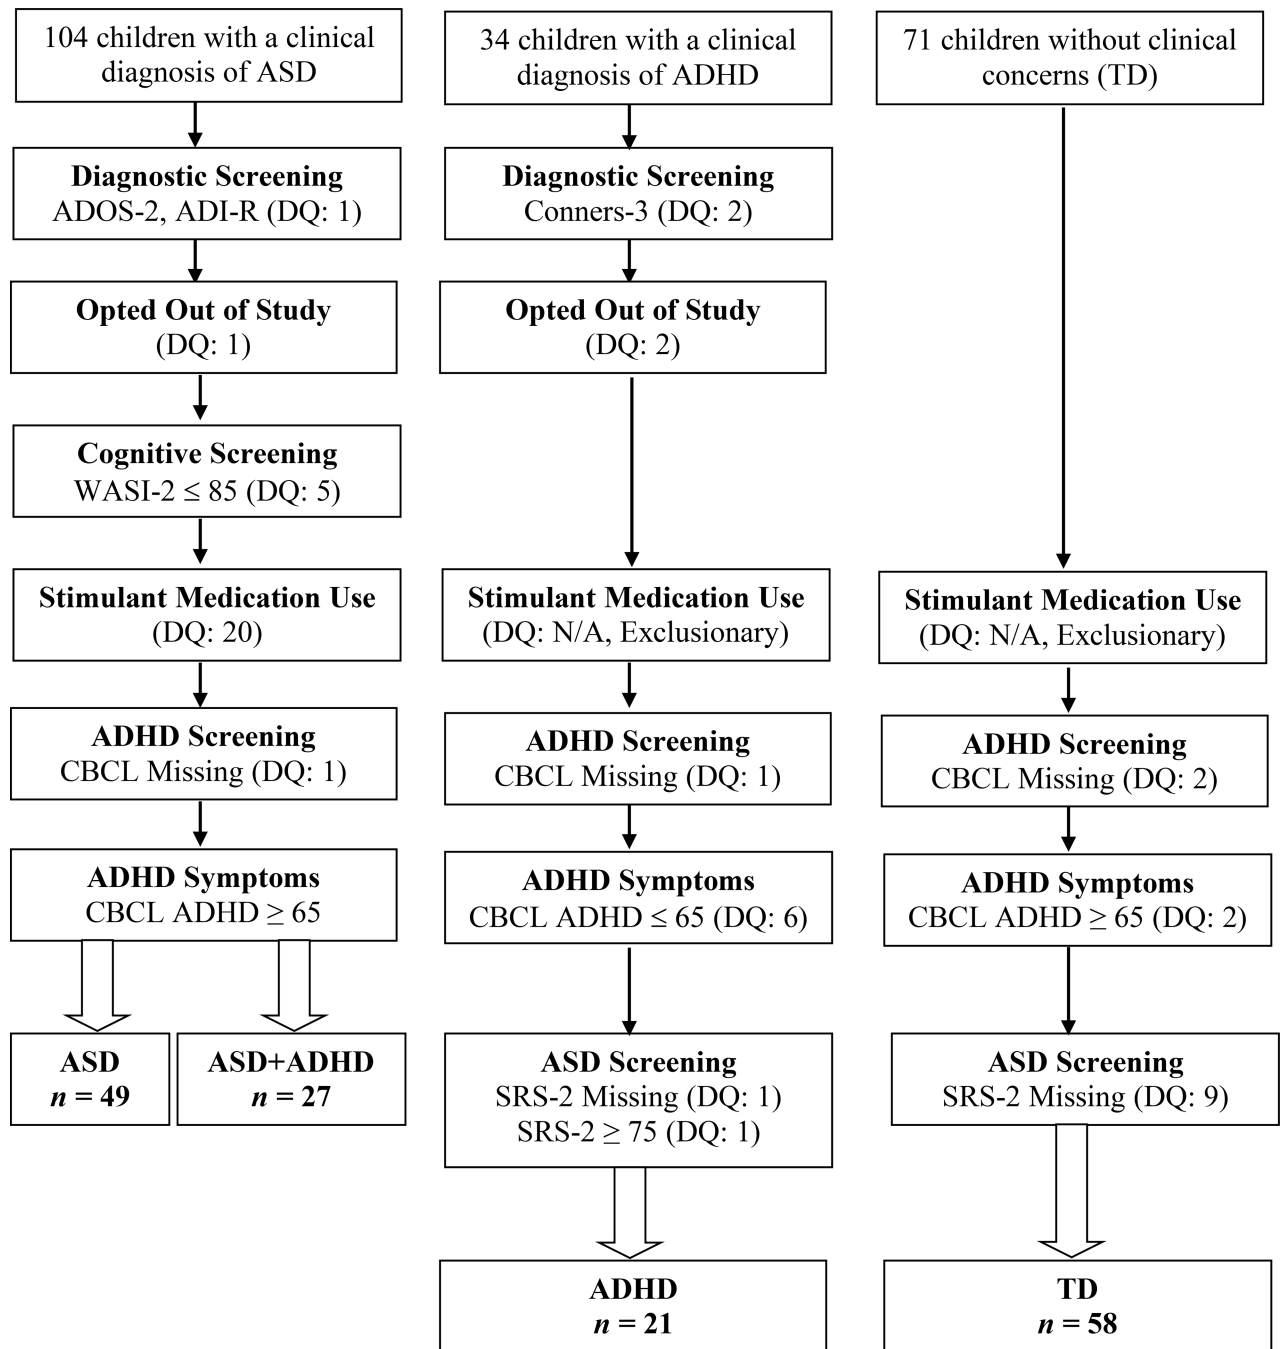 104 children with a clinical
diagnosis of ASD
Diagnostic Screening
ADOS-2, ADI-R (DQ: 1)
Opted Out of Study
(DQ: 1)
Cognitive Screening
WASI-2 ≤ 85 (DQ: 5)
Stimulant Medication Use
(DQ: 20)
ADHD Screening
CBCL Missing (DQ: 1)
ADHD Symptoms
CBCL ADHD ≥ 65
ASD
n = 49
ASD+ADHD
n = 27
34 children with a clinical
diagnosis of ADHD
Diagnostic Screening
Conners-3 (DQ: 2)
Opted Out of Study
(DQ: 2)
Stimulant Medication Use
(DQ: N/A, Exclusionary)
ADHD Screening
CBCL Missing (DQ: 1)
ADHD Symptoms
CBCL ADHD ≤ 65 (DQ: 6)
ASD Screening
SRS-2 Missing (DQ: 1)
SRS-2 ≥ 75 (DQ: 1)
ADHD
n = 21
71 children without clinical
concerns (TD)
Stimulant Medication Use
(DQ: N/A, Exclusionary)
ADHD Screening
CBCL Missing (DQ: 2)
ADHD Symptoms
CBCL ADHD ≥ 65 (DQ: 2)
ASD Screening
SRS-2 Missing (DQ: 9)
TD
n = 58